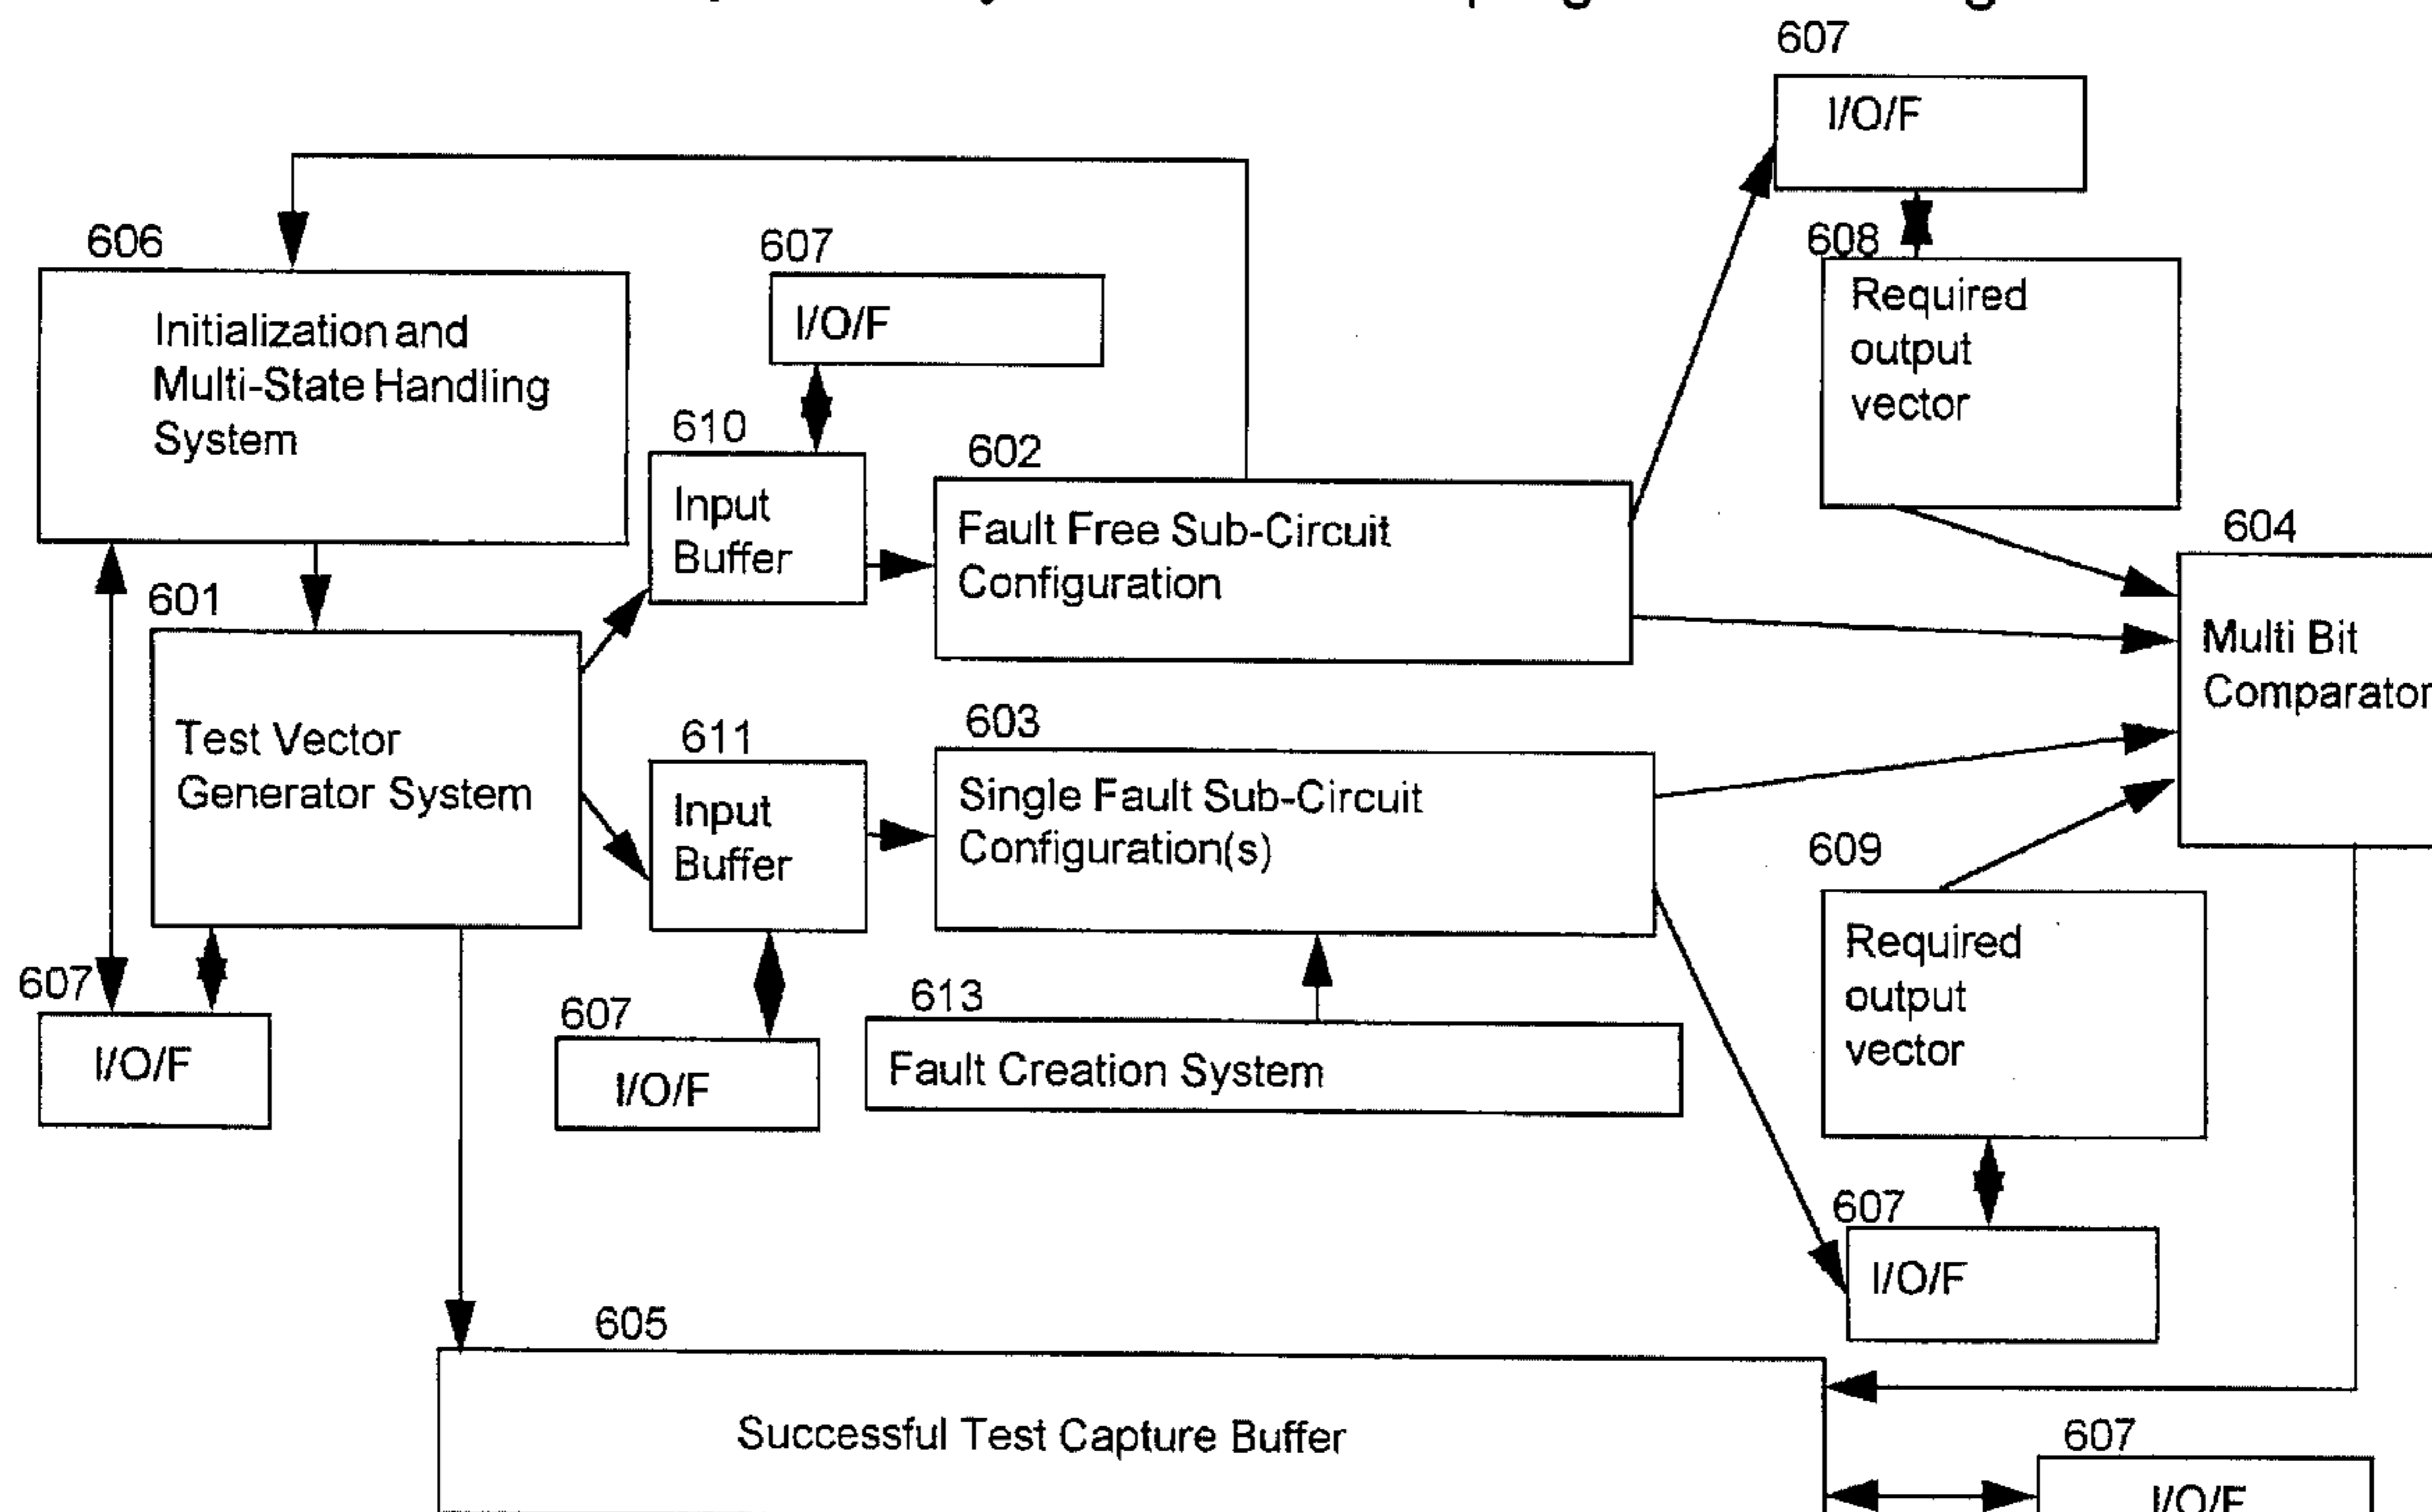 607
I/O/F
606
Initialization and
Multi-State Handling
System
607
I/O/F
608
Required
output
vector
610
Input
Buffer
602
Fault Free Sub-Circuit
Configuration
604
Multi Bit
Comparator
601
Test Vector
Generator System
611
Input
Buffer
603
Single Fault Sub-Circuit
Configuration(s)
609
Required
output
vector
607
I/O/F
607
I/O/F
613
Fault Creation System
607
I/O/F
605
Successful Test Capture Buffer
607
I/O/F